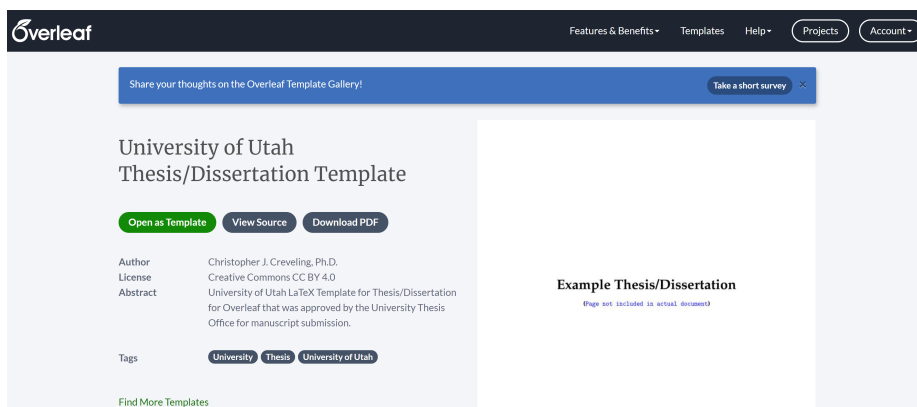 Overleaf
Features & Benefits Templates Help Projects Account
Share your thoughts on the Overleaf Template Gallery!
Take a short survey ×
University of Utah
Thesis/Dissertation Template
Open as Template View Source Download PDF
Author Christopher J. Creveling, Ph.D.
License Creative Commons CC BY 4.0
Abstract University of Utah LaTeX Template for Thesis/Dissertation
for Overleaf that was approved by the University Thesis
Office for manuscript submission.
Tags University Thesis University of Utah
Find More Templates
Example Thesis/Dissertation
(Page not included in actual document)